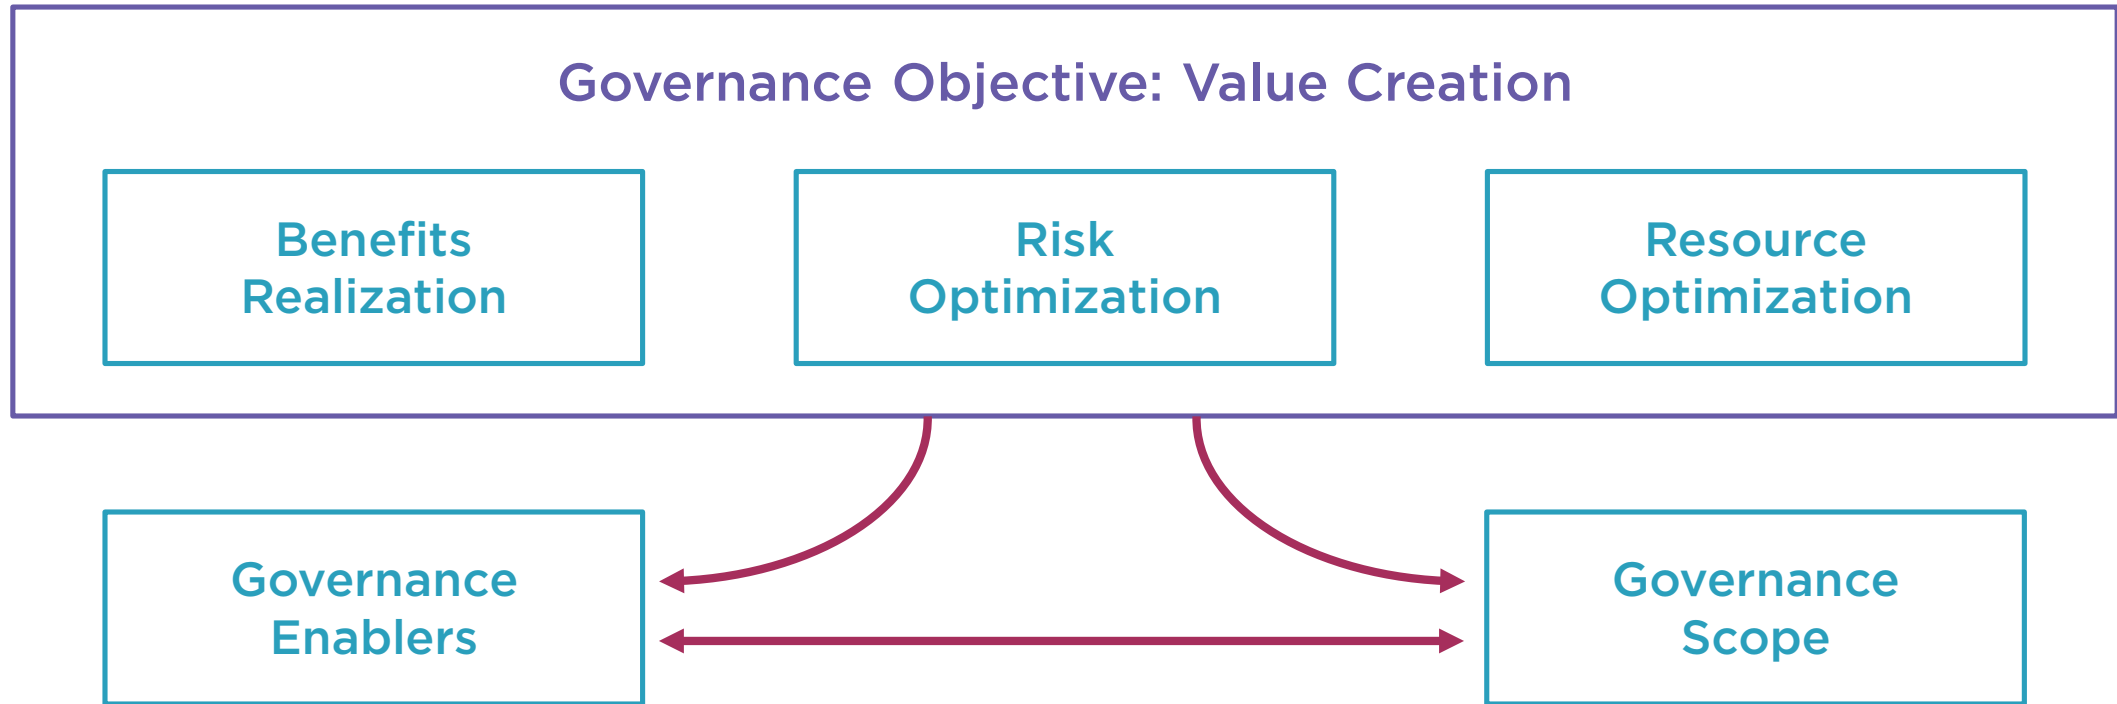 Governance Objective: Value Creation
Benefits
Realization
Risk
Optimization
Resource
Optimization
Governance
Enablers
Governance
Scope